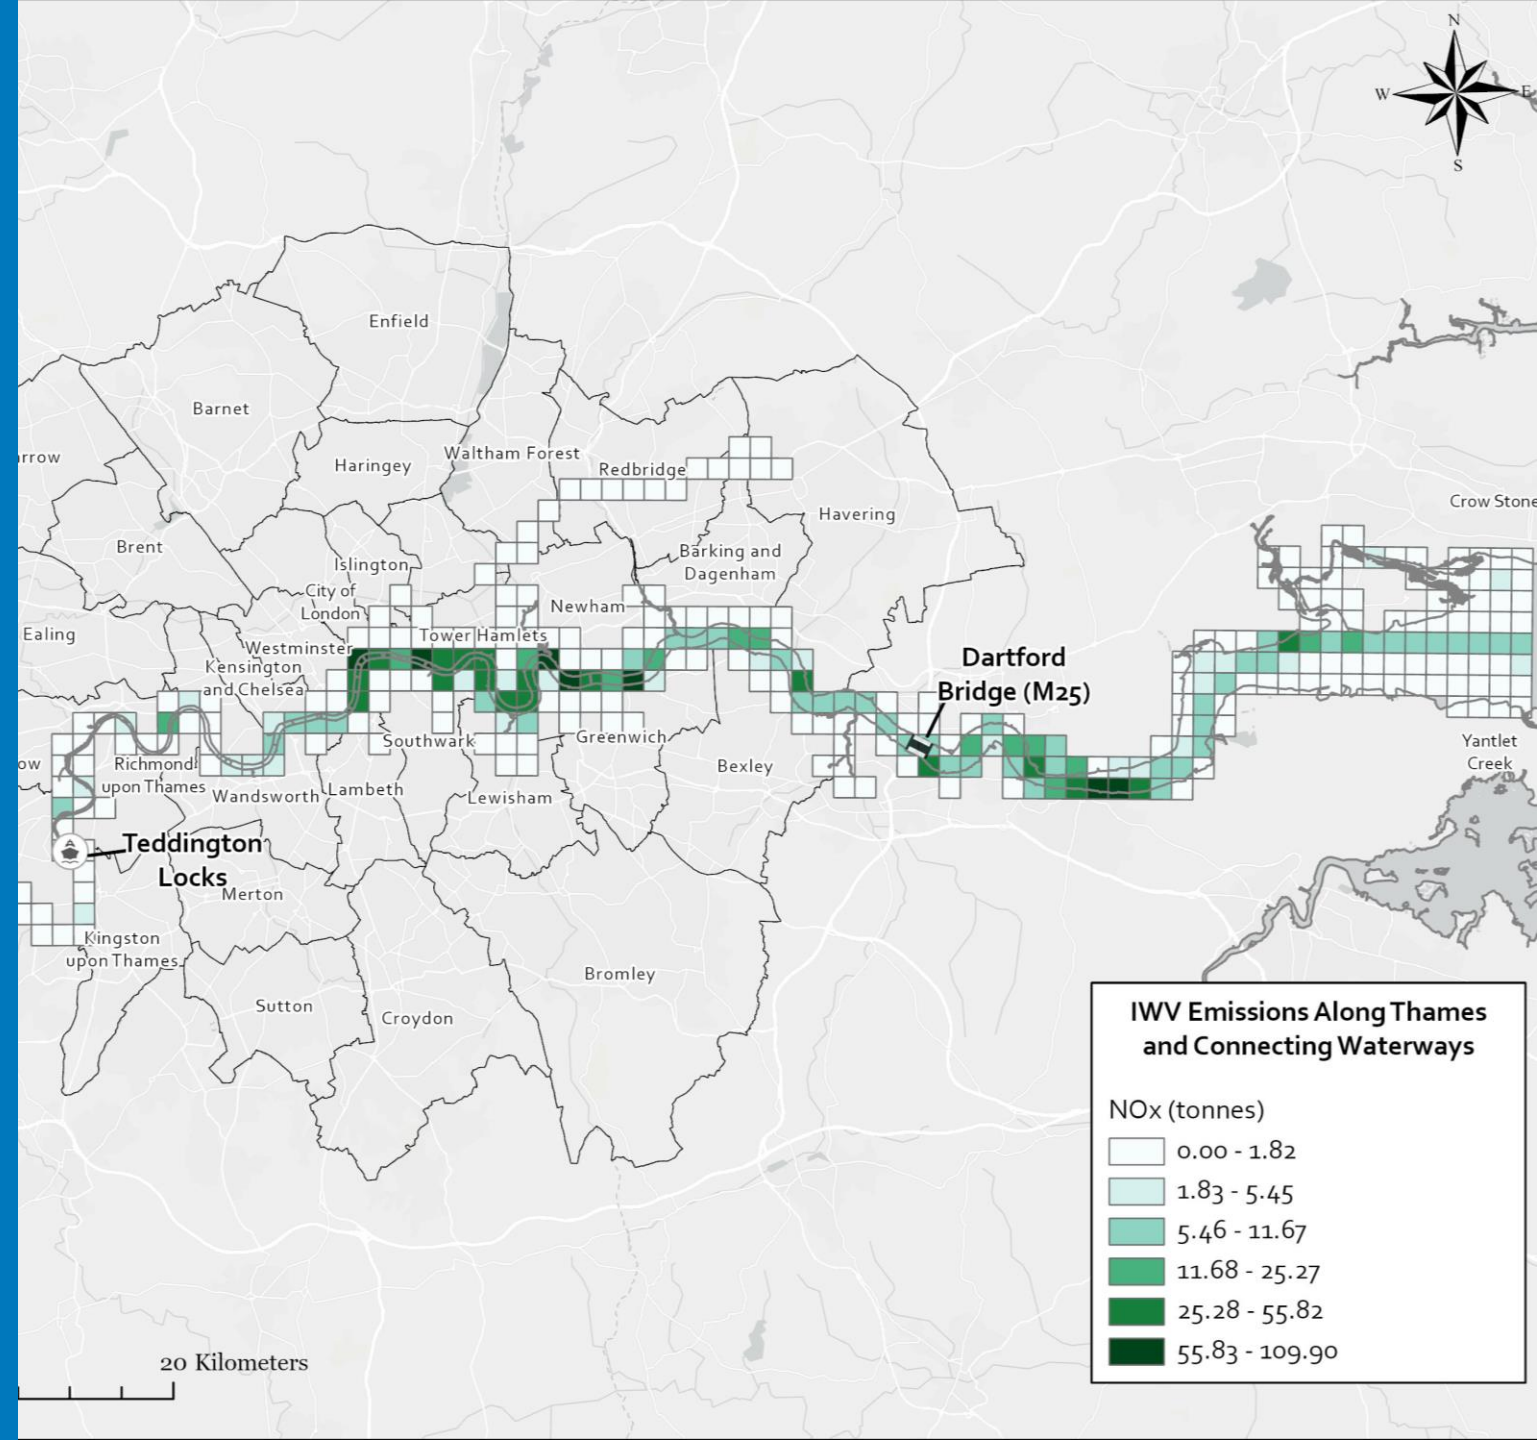 N
W
E
S
Enfield
Barnet
Haringey
Waltham Forest
Redbridge
rrow
Havering
Crow Stone
Brent
Islington
Barking and
Dagenham
City of
London
Newham
Ealing
Tower Hamlets
Westminster
Kensington
and Chelsea
Dartford
Bridge (M25)
Southwark
Greenwich
Yantlet
Creek
ow
Richmond
upon Thames
Bexley
Wandsworth
Lambeth
Lewisham
Teddington
Locks
Merton
Kingston
upon Thames
Bromley
Sutton
Croydon
IWV Emissions Along Thames
and Connecting Waterways
NOx (tonnes)
0.00 - 1.82
1.83 - 5.45
5.46 - 11.67
11.68 - 25.27
25.28 - 55.82
55.83 - 109.90
20 Kilometers